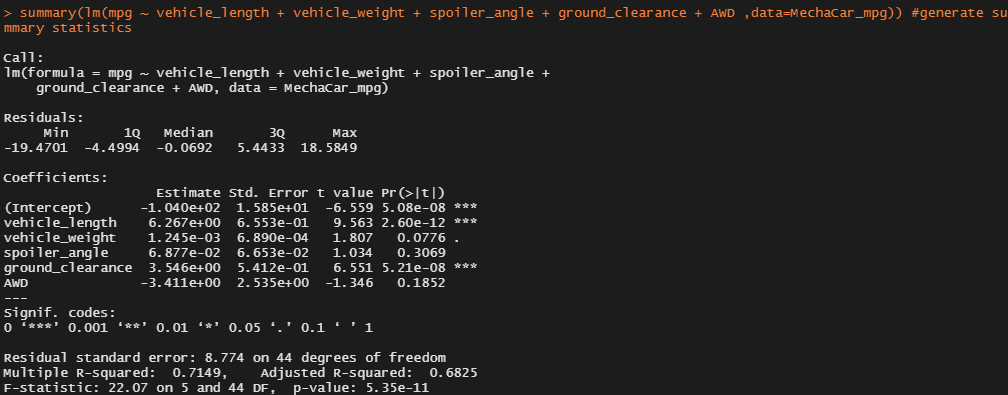 > summary(lm(mpg ~ vehicle_length + vehicle_weight + spoiler_angle + ground_clearance + AWD ,data=MechaCar_mpg)) #generate su
mmary statistics
Call:
lm(formula = mpg ~ vehicle_length + vehicle_weight + spoiler_angle +
    ground_clearance + AWD, data = MechaCar_mpg)
Residuals:
     Min       1Q   Median       3Q      Max
-19.4701  -4.4994  -0.0692   5.4433  18.5849
Coefficients:
                   Estimate Std. Error t value Pr(>|t|)
(Intercept)      -1.040e+02  1.585e+01  -6.559 5.08e-08 ***
vehicle_length    6.267e+00  6.553e-01   9.563 2.60e-12 ***
vehicle_weight    1.245e-03  6.890e-04   1.807   0.0776 .
spoiler_angle     6.877e-02  6.653e-02   1.034   0.3069
ground_clearance  3.546e+00  5.412e-01   6.551 5.21e-08 ***
AWD              -3.411e+00  2.535e+00  -1.346   0.1852
---
Signif. codes:
0 ‘***’ 0.001 ‘**’ 0.01 ‘*’ 0.05 ‘.’ 0.1 ‘ ’ 1
Residual standard error: 8.774 on 44 degrees of freedom
Multiple R-squared:  0.7149,    Adjusted R-squared:  0.6825
F-statistic: 22.07 on 5 and 44 DF,  p-value: 5.35e-11